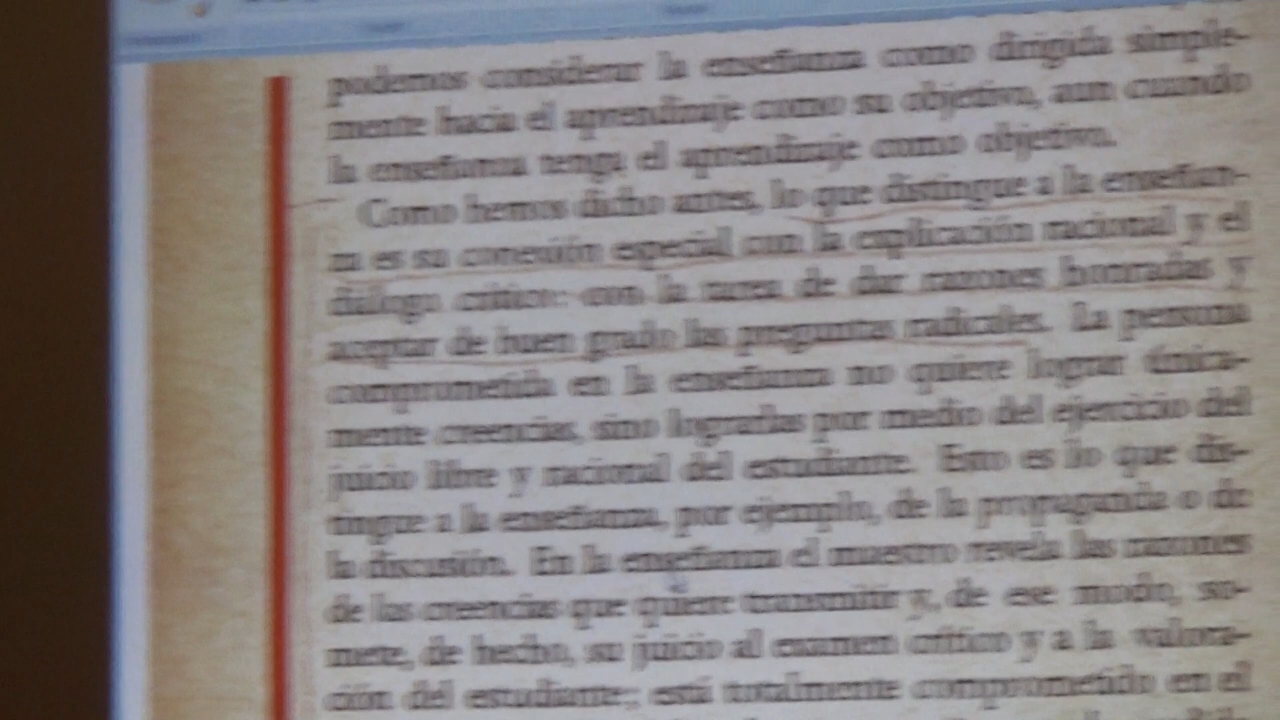 podemos considerar la enseñanza como dirigida simple-
mente hacia el aprendizaje como su objetivo, aun cuando
la enseñanza tenga el aprendizaje como objetivo.
Como hemos dicho antes, lo que distingue a la enseñan-
za es su conexión especial con la explicación racional y el
diálogo crítico: con la tarea de dar razones honradas y
aceptar de buen grado las preguntas radicales. La persona
comprometida en la enseñanza no quiere lograr única-
mente creencias, sino lograrlas por medio del ejercicio del
juicio libre y racional del estudiante. Esto es lo que dis-
tingue a la enseñanza, por ejemplo, de la propaganda o de
la discusión. En la enseñanza el maestro revela las razones
de las creencias que quiere transmitir y, de ese modo, so-
mete, de hecho, su juicio al examen crítico y a la valora-
ción del estudiante; está totalmente comprometido en el